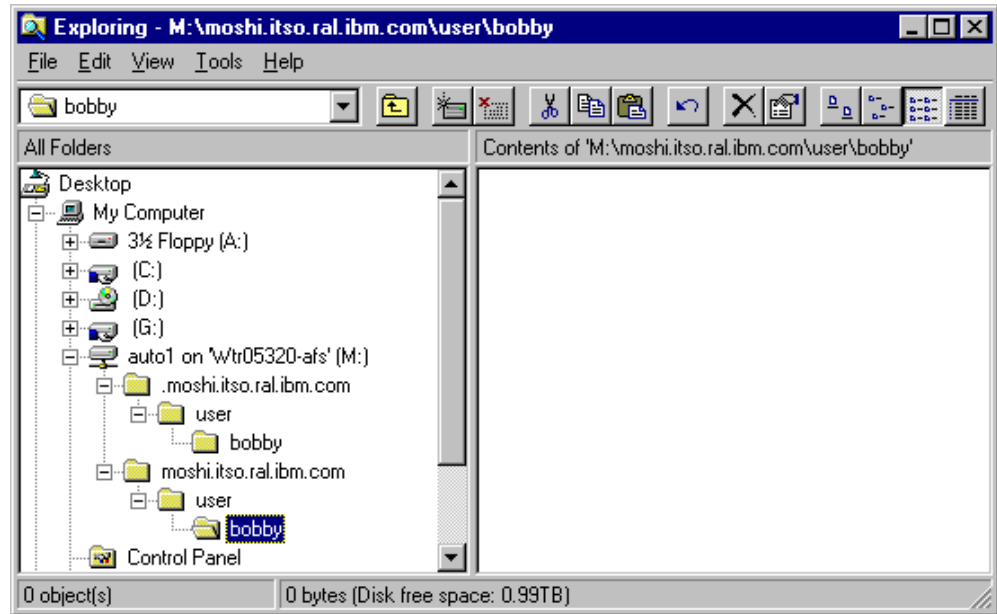 Exploring - M:\moshi.itso.ral.ibm.com\user\bobby
File Edit View Tools Help
bobby
All Folders
Contents of 'M:\moshi.itso.ral.ibm.com\user\bobby'
Desktop
My Computer
3½ Floppy (A:)
(C:)
(D:)
(G:)
auto1 on 'Wtr05320-afs' (M:)
.moshi.itso.ral.ibm.com
user
bobby
moshi.itso.ral.ibm.com
user
bobby
Control Panel
0 object(s)
0 bytes (Disk free space: 0.99TB)